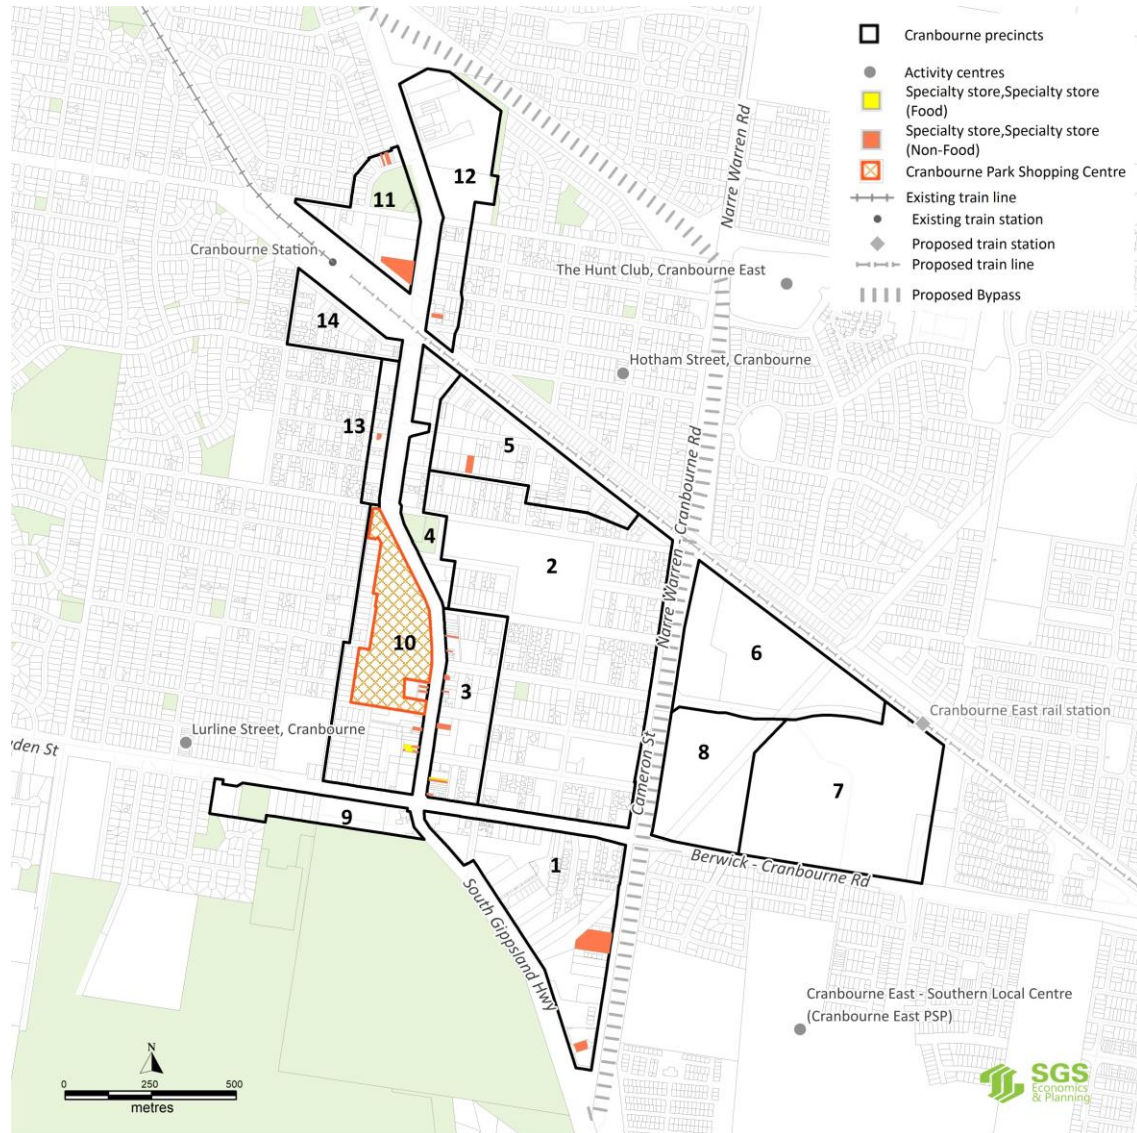 Cranbourne precincts
Activity centres
Specialty store,Specialty store
(Food)
Specialty store,Specialty store
(Non-Food)
Cranbourne Park Shopping Centre
Existing train line
Existing train station
Proposed train station
Proposed train line
Proposed Bypass
Narre Warren Rd
12
11
Cranbourne Station
The Hunt Club, Cranbourne East
14
Hotham Street, Cranbourne
13
5
4
2
Narre Warren - Cranbourne Rd
10
6
3
Cranbourne East rail station
Lurline Street, Cranbourne
den St
8
7
Cameron St
9
1
Berwick - Cranbourne Rd
South Gippsland Hwy
Cranbourne East - Southern Local Centre
(Cranbourne East PSP)
N
0 250 500
metres
SGS
Economics
& Planning